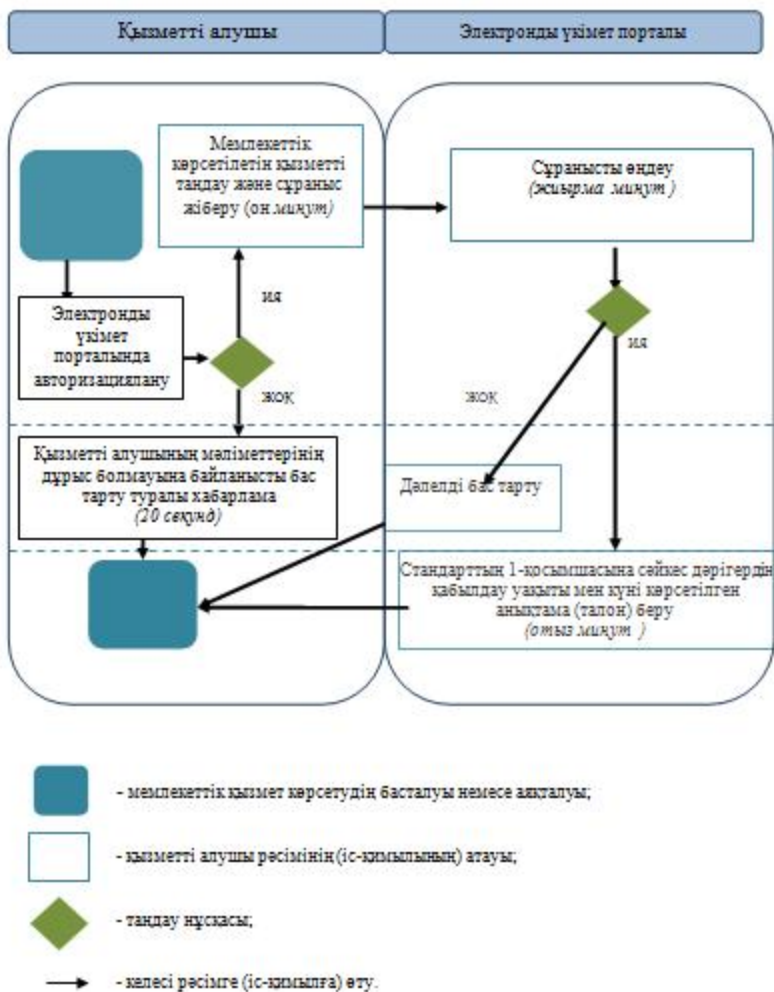 Қызметті алушы
Электронды үкімет порталы
Мемлекеттік
көрсетілетін қызметті
таңдау және сұраныс
жіберу (он минут)
Сұранысты өңдеу
(жиырма минут )
ия
Электронды
үкімет
порталында
авторизациялану
жоқ
ия
жоқ
Қызметті алушының мәліметтерінің
дұрыс болмауына байланысты бас
тарту туралы хабарлама
(20 секунд)
Дәлелді бас тарту
Стандарттың 1-қосымшасына сәйкес дәрігердің
қабылдау уақыты мен күні көрсетілген
анықтама (талон) беру
(отыз минут )
- мемлекеттік қызмет көрсетудің басталуы немесе аяқталуы;
- қызметті алушы рәсімінің (іс-қимылының) атауы;
- таңдау нұсқасы;
- келесі рәсімге (іс-қимылға) өту.